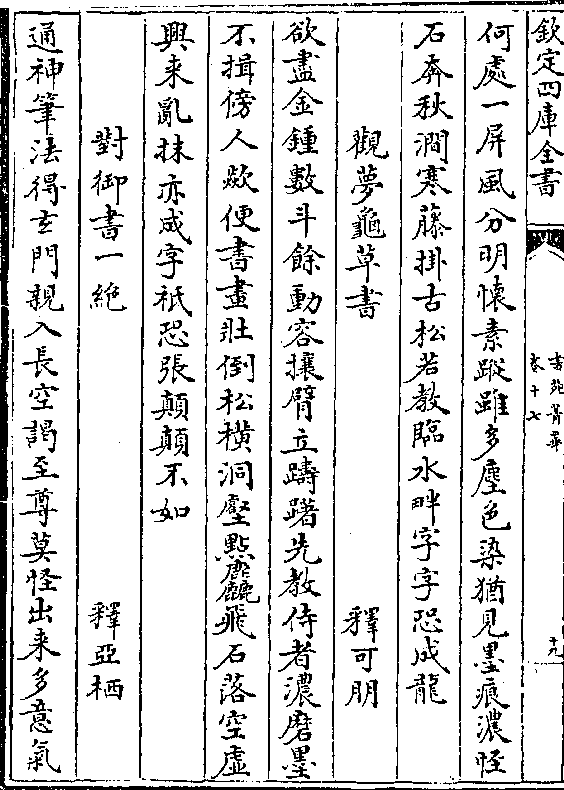 欽定四庫全書
書苑菁華
卷十七
十九
何處一屏風分明懷素蹤雖多塵色染猶見墨痕濃怪
石奔秋澗寒藤掛古松若教臨水畔字字恐成龍
觀夢龜草書 釋可朋
欲盡金鍾數斗餘動容攘臂立躊躇先教侍者濃磨墨
不揖傍人歘便書畫壯倒松橫洞壑點麄飛石落空虛
興来亂抹亦成字祇恐張顛顛不如
對御書一絶 釋亞栖
通神筆法得玄門親入長空謁至尊莫怪出来多意氣